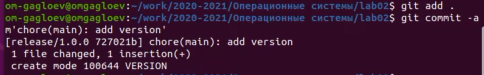 om-gagloev@omgagloev:~/work/2020-2021/Операционные системы/lab02$ git add .
om-gagloev@omgagloev:~/work/2020-2021/Операционные системы/lab02$ git commit -a
m'chore(main): add version'
[release/1.0.0 727021b] chore(main): add version
 1 file changed, 1 insertion(+)
 create mode 100644 VERSION